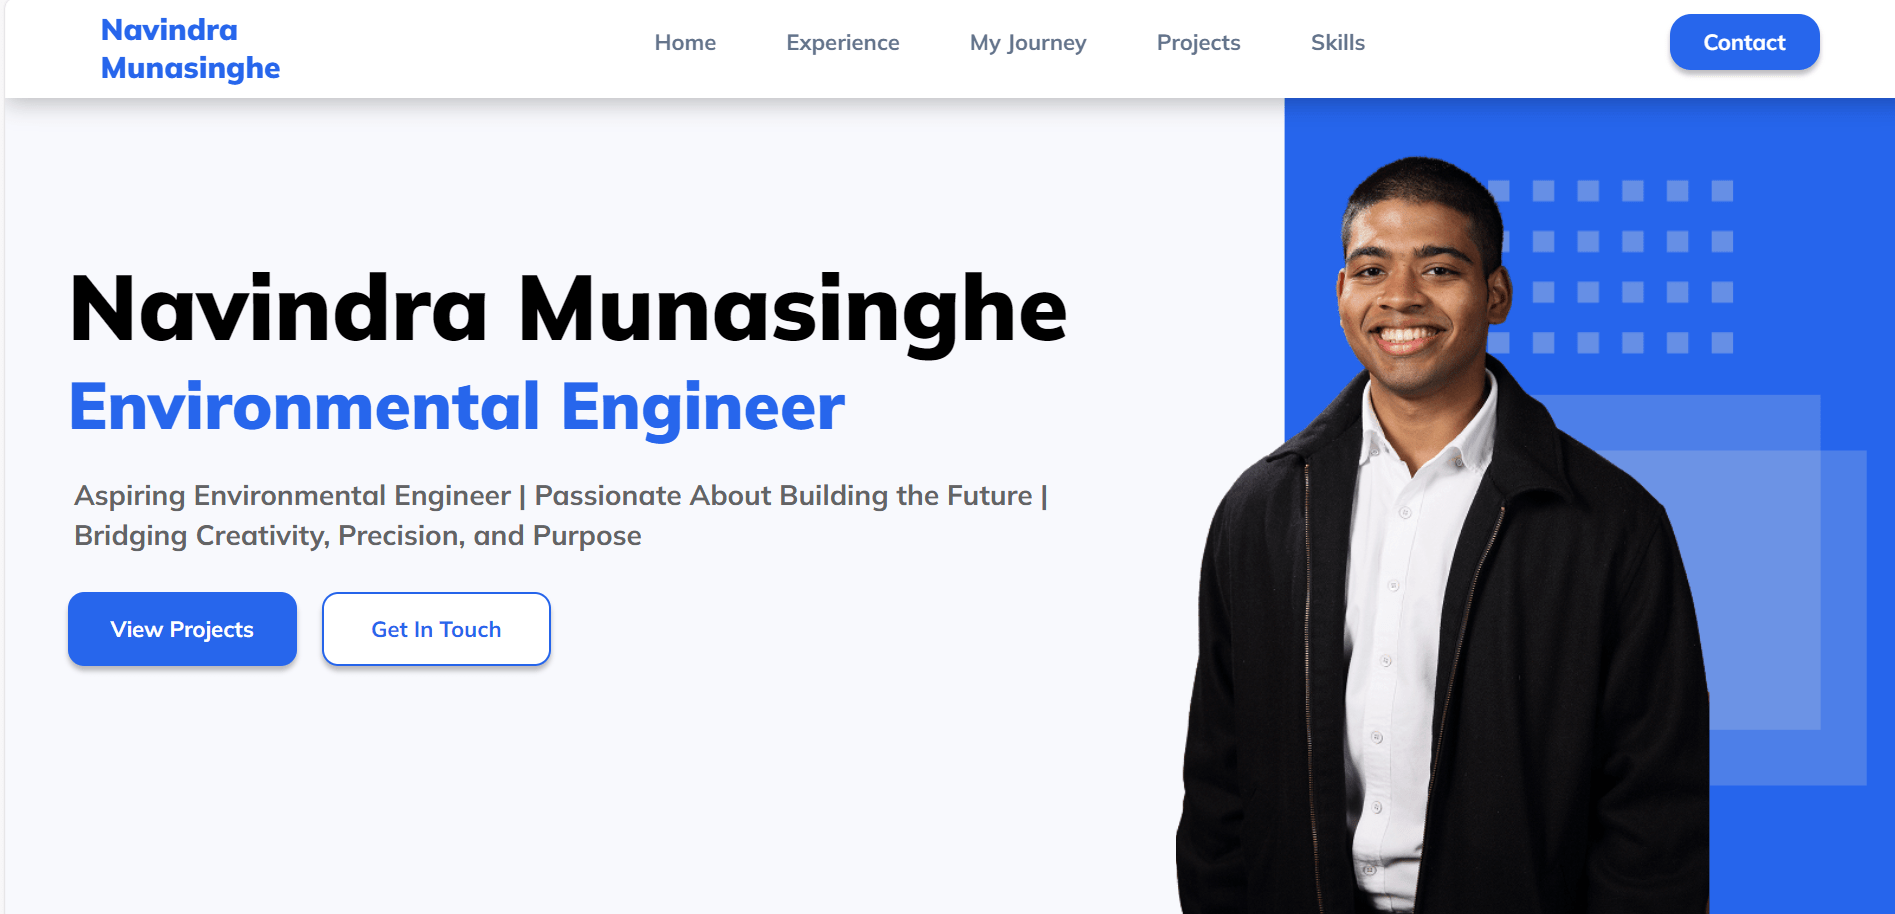 Navindra
Munasinghe
Home Experience My Journey Projects Skills Contact
Navindra Munasinghe
Environmental Engineer
Aspiring Environmental Engineer | Passionate About Building the Future |
Bridging Creativity, Precision, and Purpose
View Projects Get In Touch